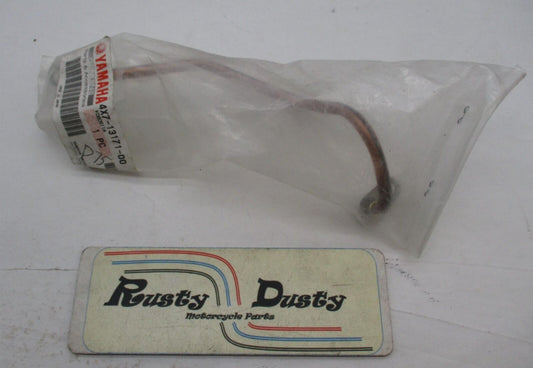 YAMAHA
4X7-13171-00
1 PC
Rusty Dusty
Motorcycle Parts